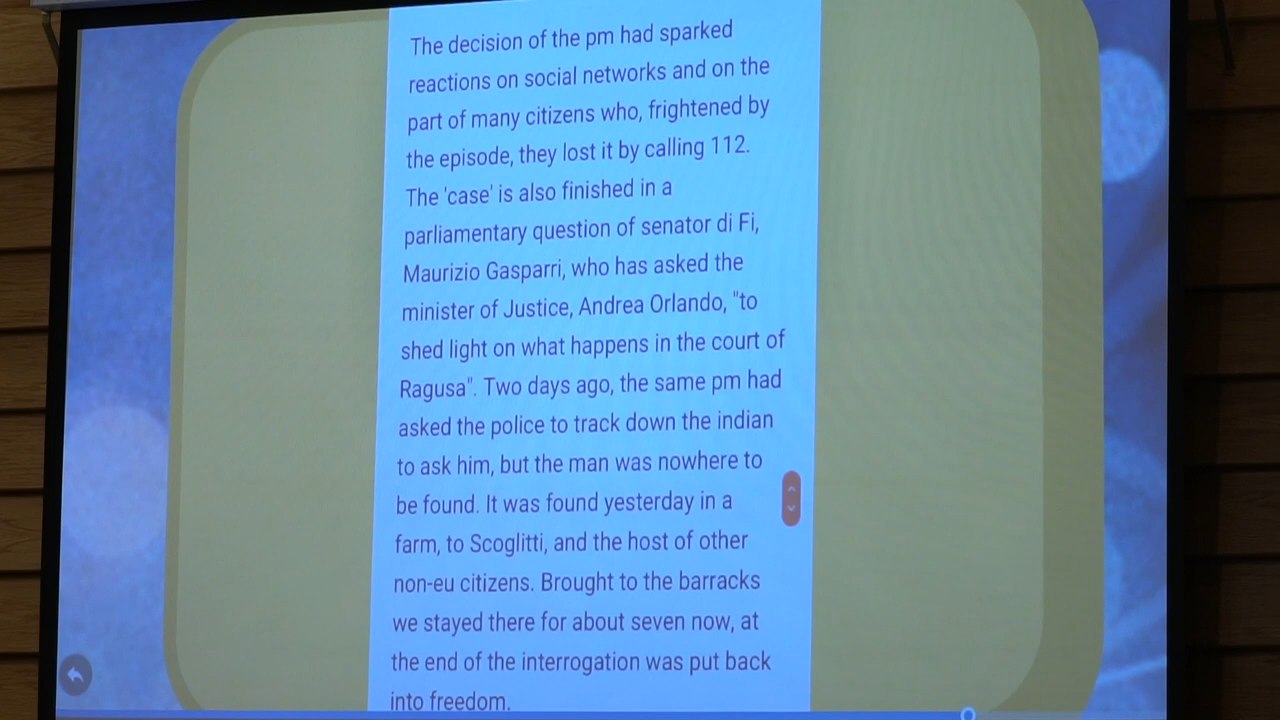 The decision of the pm had sparked
reactions on social networks and on the
part of many citizens who, frightened by
the episode, they lost it by calling 112.
The 'case' is also finished in a
parliamentary question of senator di Fi,
Maurizio Gasparri, who has asked the
minister of Justice, Andrea Orlando, "to
shed light on what happens in the court of
Ragusa". Two days ago, the same pm had
asked the police to track down the indian
to ask him, but the man was nowhere to
be found. It was found yesterday in a
farm, to Scoglitti, and the host of other
non-eu citizens. Brought to the barracks
we stayed there for about seven now, at
the end of the interrogation was put back
into freedom.